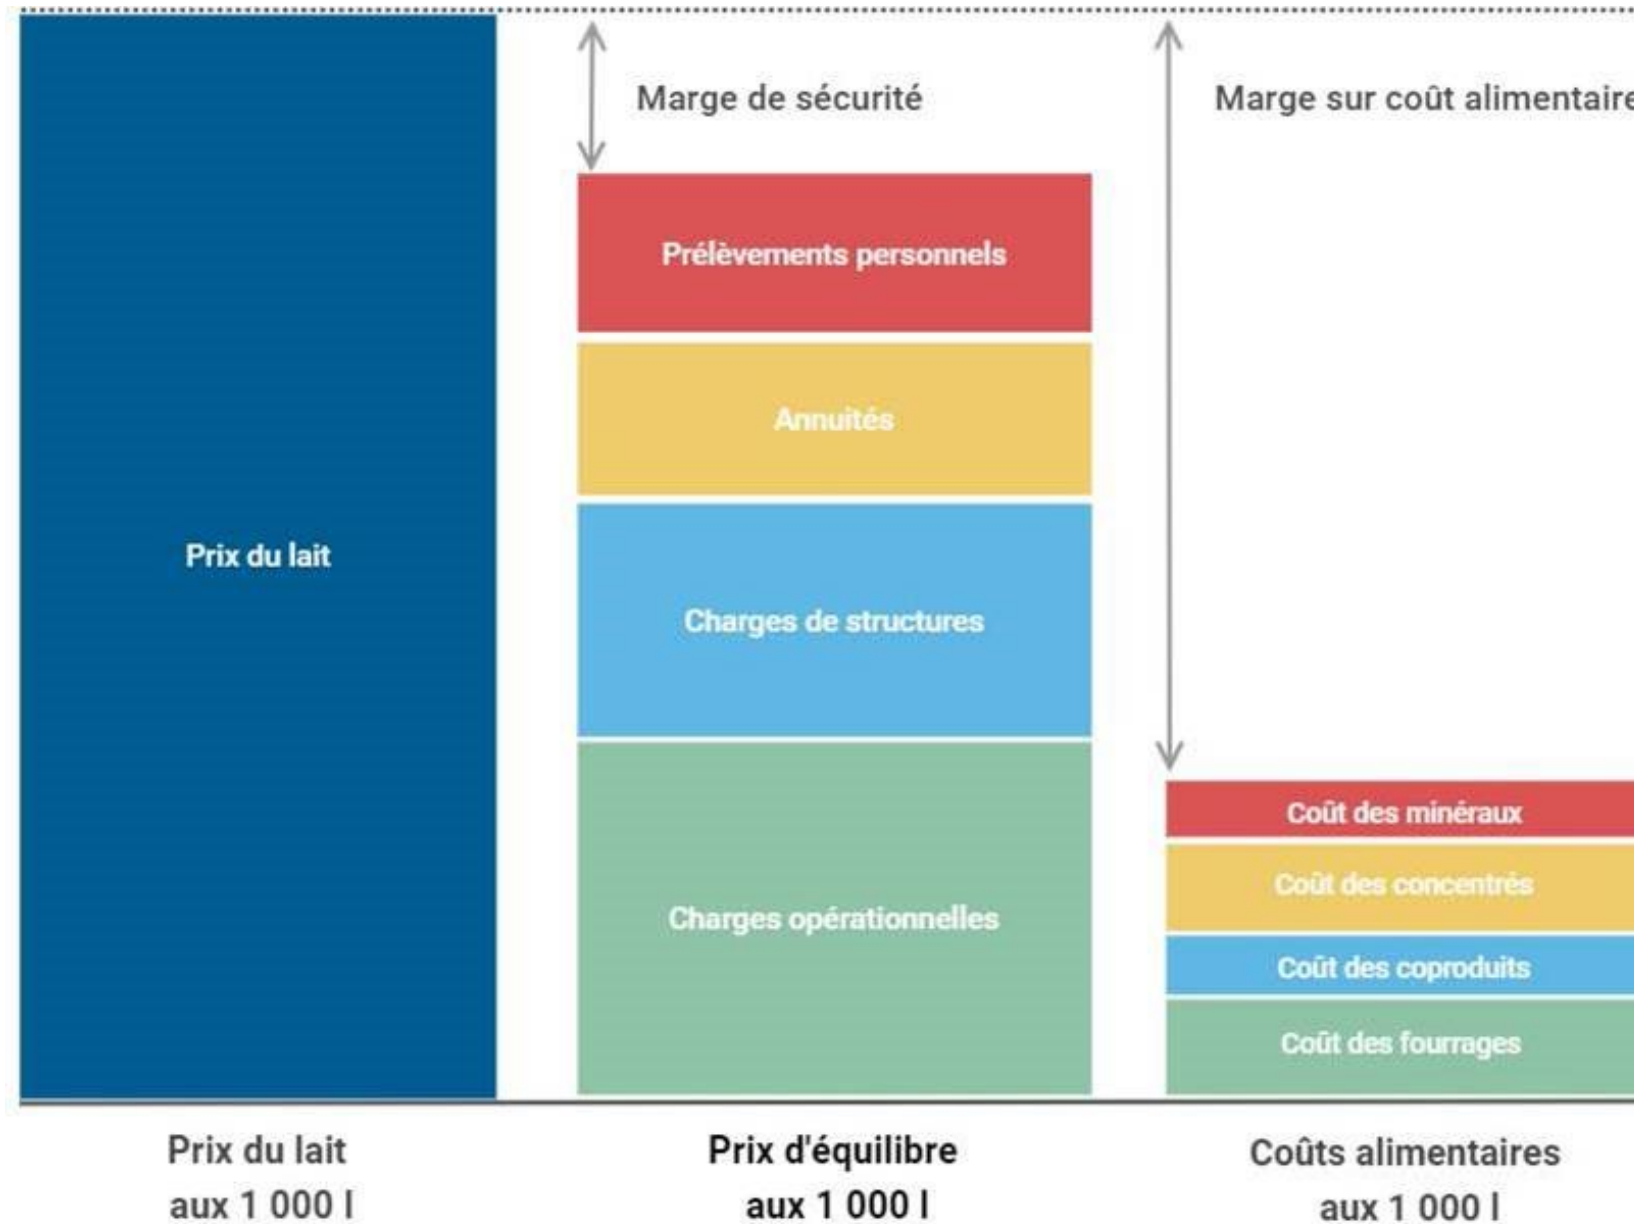 Marge de sécurité
Marge sur coût alimentaire
Prélèvements personnels
Annuités
Prix du lait
Charges de structures
Charges opérationnelles
Coût des minéraux
Coût des concentrés
Coût des coproduits
Coût des fourrages
Prix du lait
aux 1 000 l
Prix d'équilibre
aux 1 000 l
Coûts alimentaires
aux 1 000 l